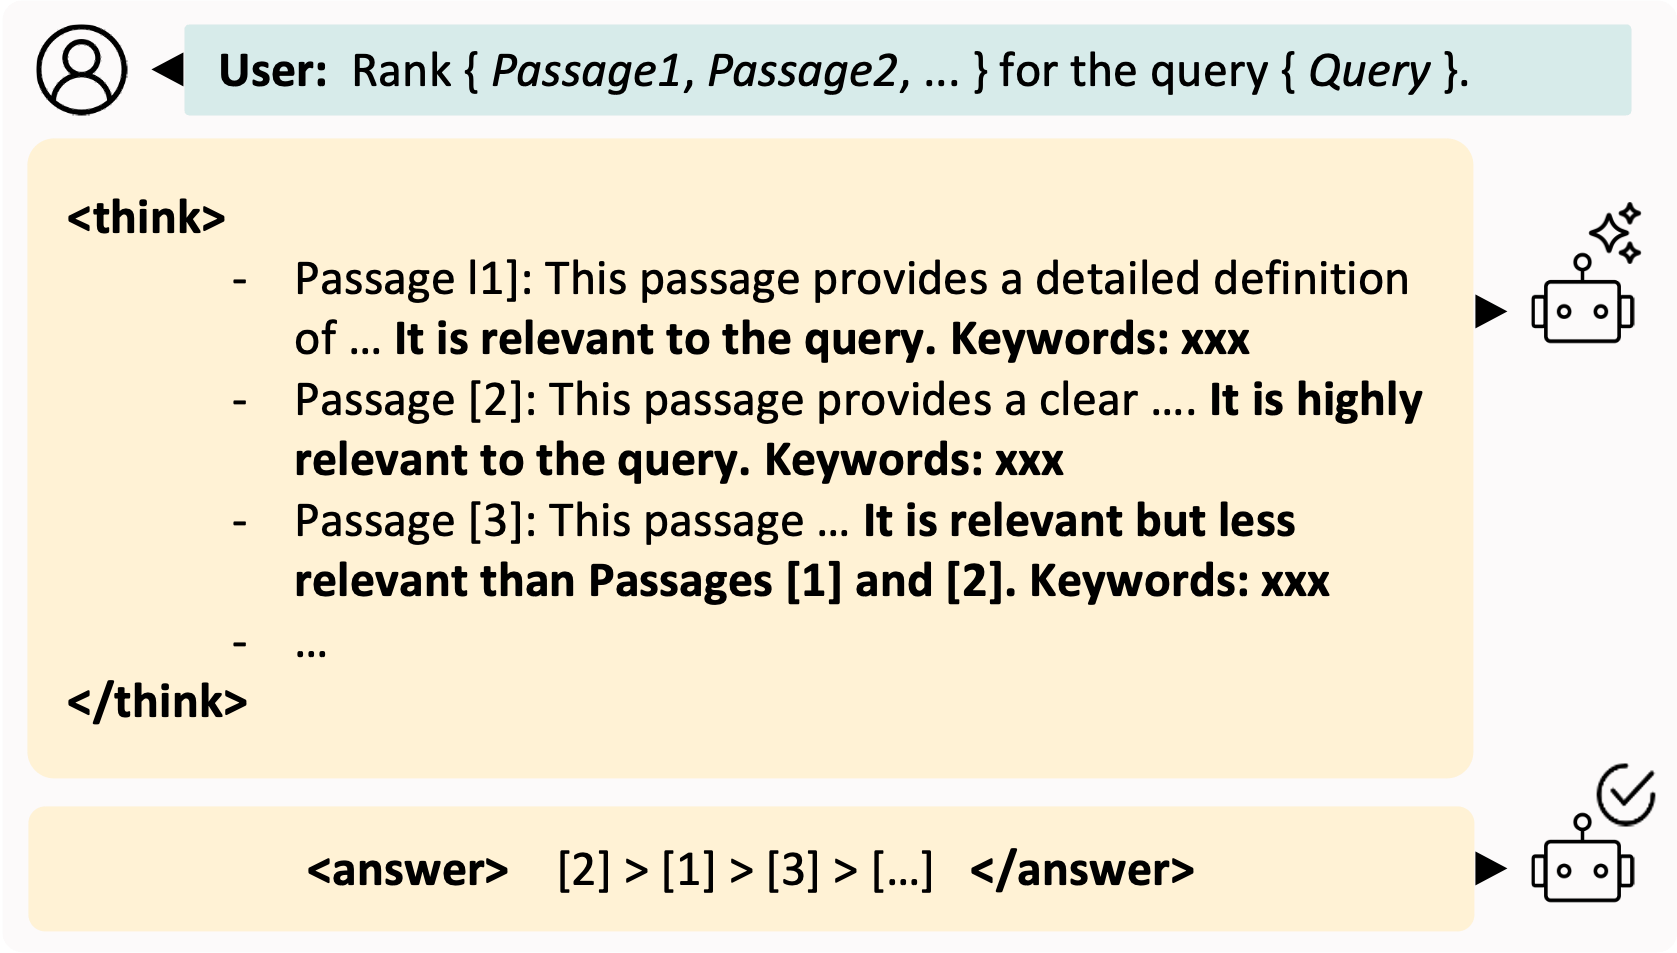 User: Rank { Passage1, Passage2, ... } for the query { Query }.
<think>
- Passage l1]: This passage provides a detailed definition
of ... It is relevant to the query. Keywords: xxx
- Passage [2]: This passage provides a clear .... It is highly
relevant to the query. Keywords: xxx
- Passage [3]: This passage ... It is relevant but less
relevant than Passages [1] and [2]. Keywords: xxx
- ...
</think>
<answer> [2] > [1] > [3] > [...] </answer>